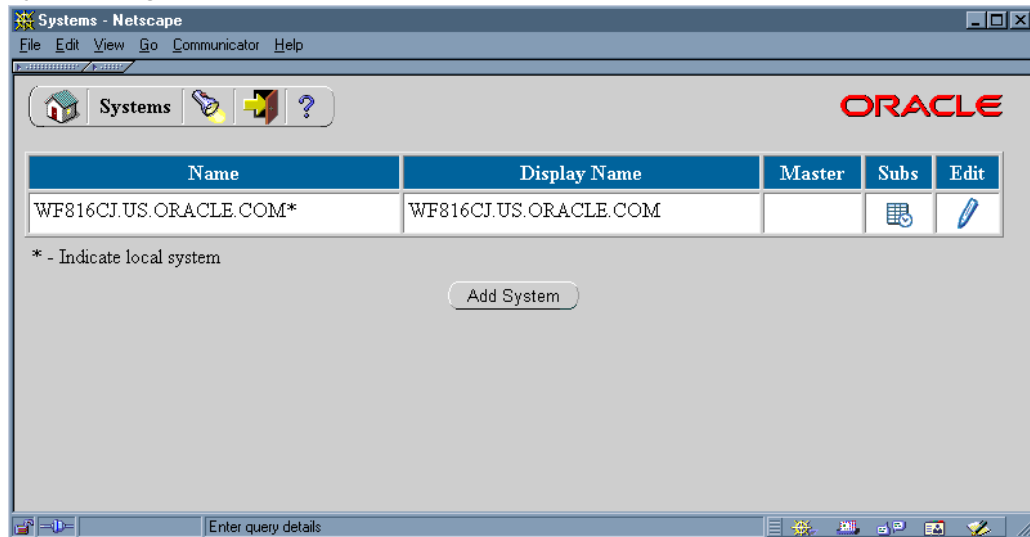 Systems - Netscape
File Edit View Go Communicator Help
Systems ?
ORACLE
Name Display Name Master Subs Edit
WF816CJ.US.ORACLE.COM* WF816CJ.US.ORACLE.COM
* - Indicate local system
Add System
Enter query details